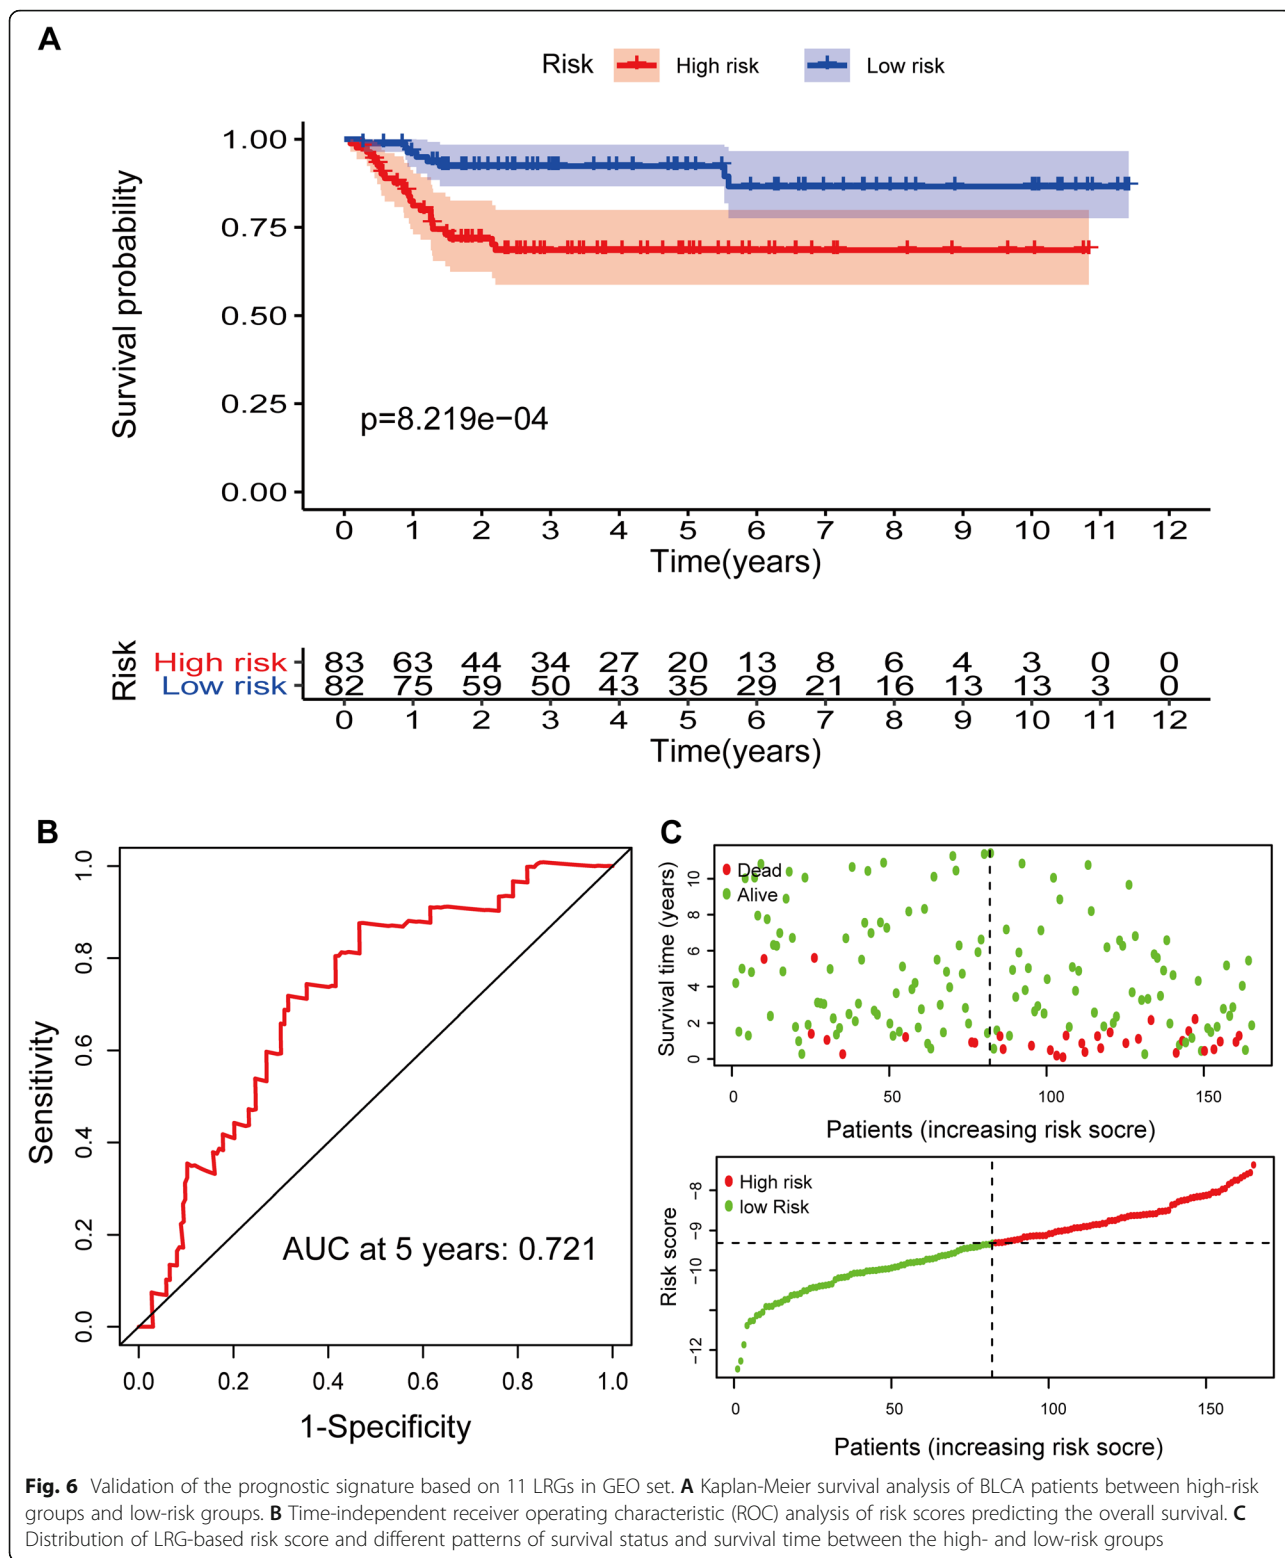 A
Risk High risk Low risk
Survival probability
1.00
0.75
0.50
0.25
0.00
p=8.219e−04
0 1 2 3 4 5 6 7 8 9 10 11 12
Time(years)
Risk
High risk 83 63 44 34 27 20 13 8 6 4 3 0 0
Low risk 82 75 59 50 43 35 29 21 16 13 13 3 0
0 1 2 3 4 5 6 7 8 9 10 11 12
Time(years)
B
Sensitivity
1.0
0.8
0.6
0.4
0.2
0.0
AUC at 5 years: 0.721
0.0 0.2 0.4 0.6 0.8 1.0
1-Specificity
C
Survival time (years)
10
8
6
4
2
0
Dead
Alive
0 50 100 150
Patients (increasing risk socre)
Risk score
−8
−9
−10
−12
High risk
low Risk
0 50 100 150
Patients (increasing risk socre)
Fig. 6 Validation of the prognostic signature based on 11 LRGs in GEO set. A Kaplan-Meier survival analysis of BLCA patients between high-risk
groups and low-risk groups. B Time-independent receiver operating characteristic (ROC) analysis of risk scores predicting the overall survival. C
Distribution of LRG-based risk score and different patterns of survival status and survival time between the high- and low-risk groups